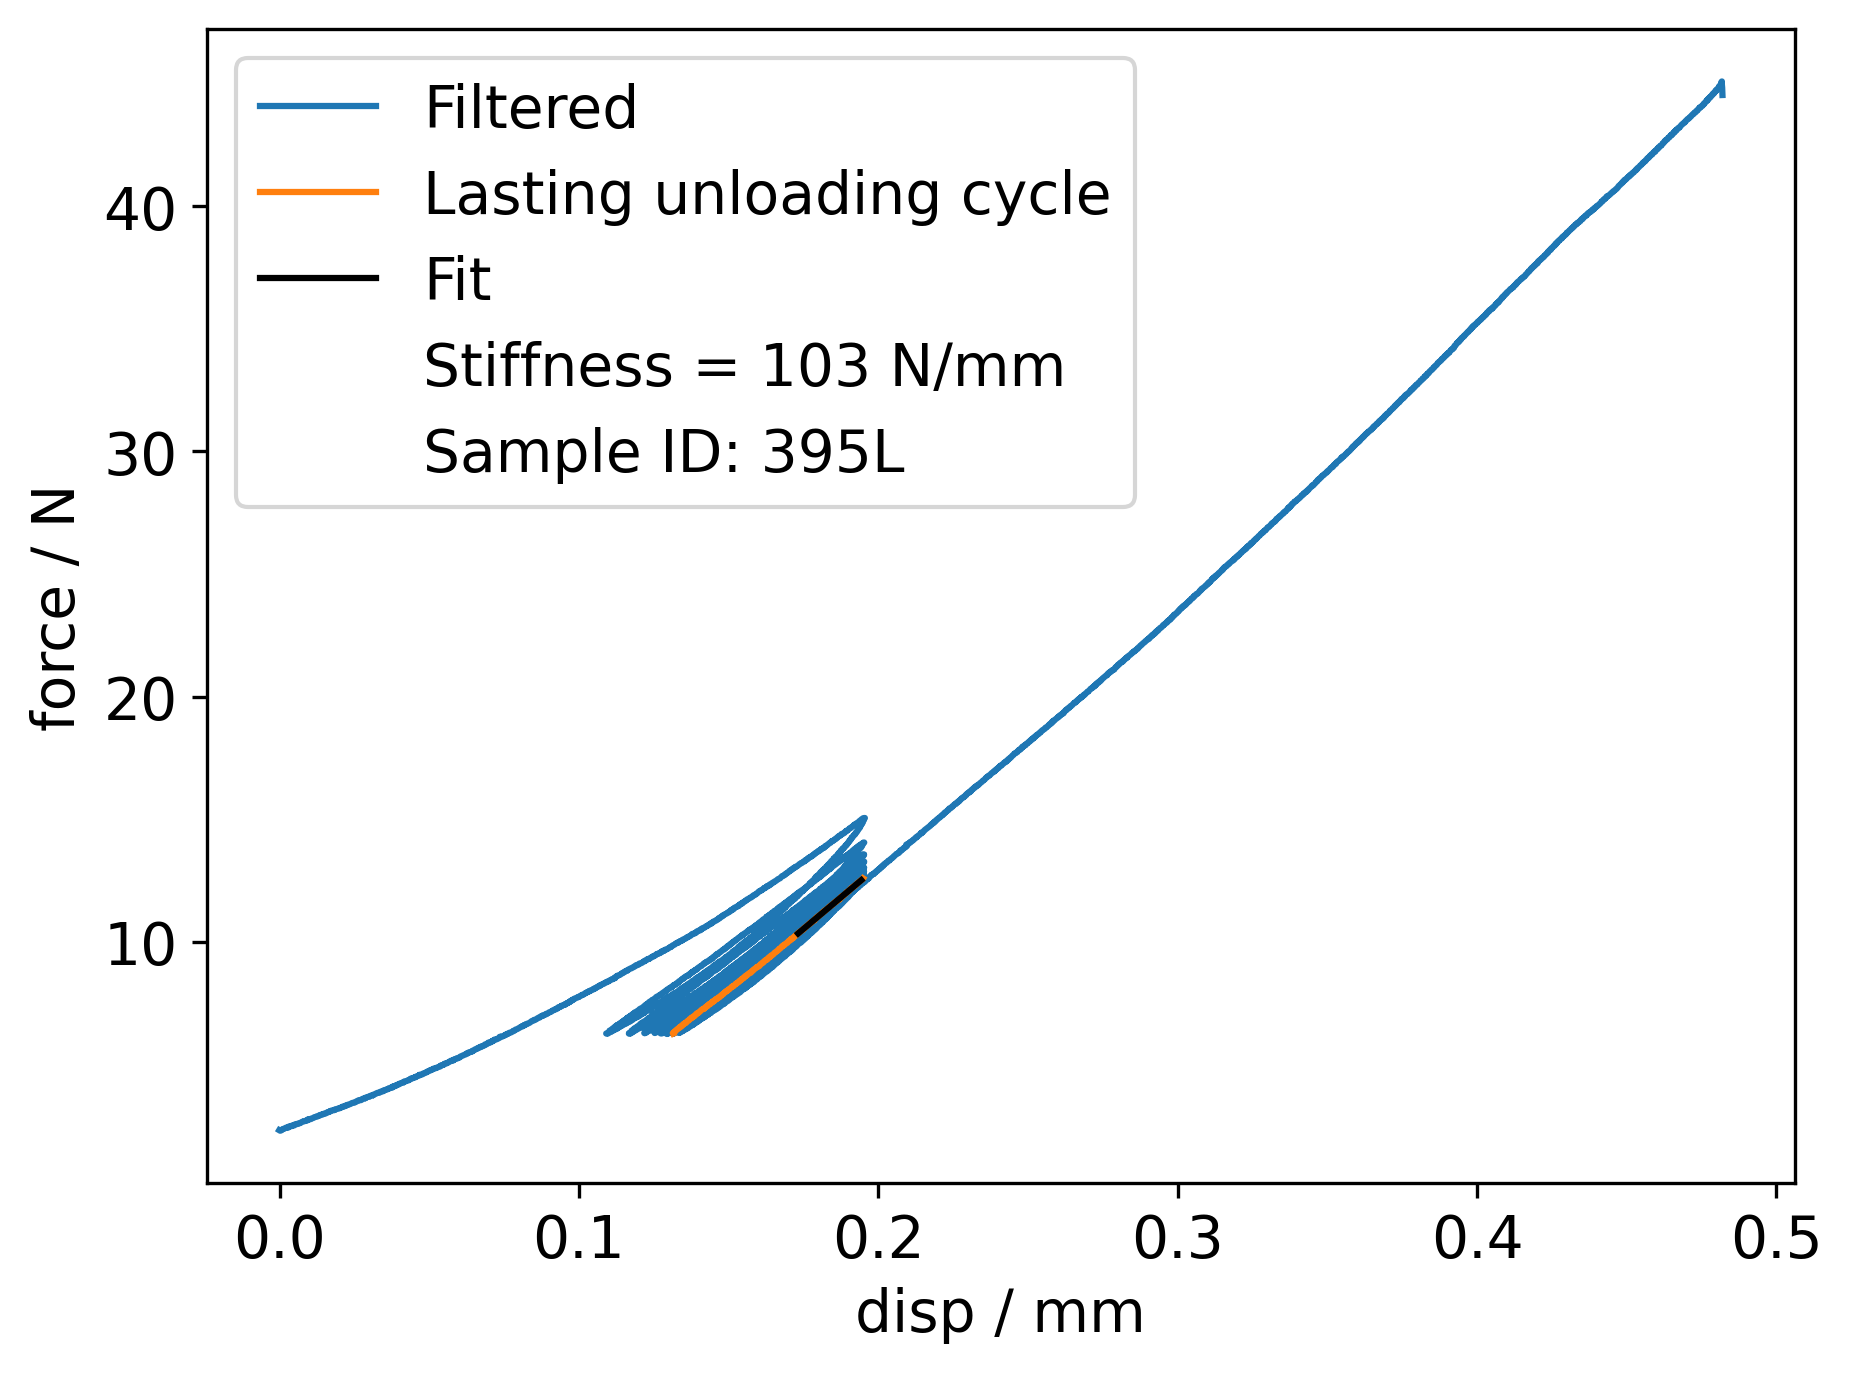 Filtered
Lasting unloading cycle
Fit
Stiffness = 103 N/mm
Sample ID: 395L
force / N
40
30
20
10
0.0 0.1 0.2 0.3 0.4 0.5
disp / mm